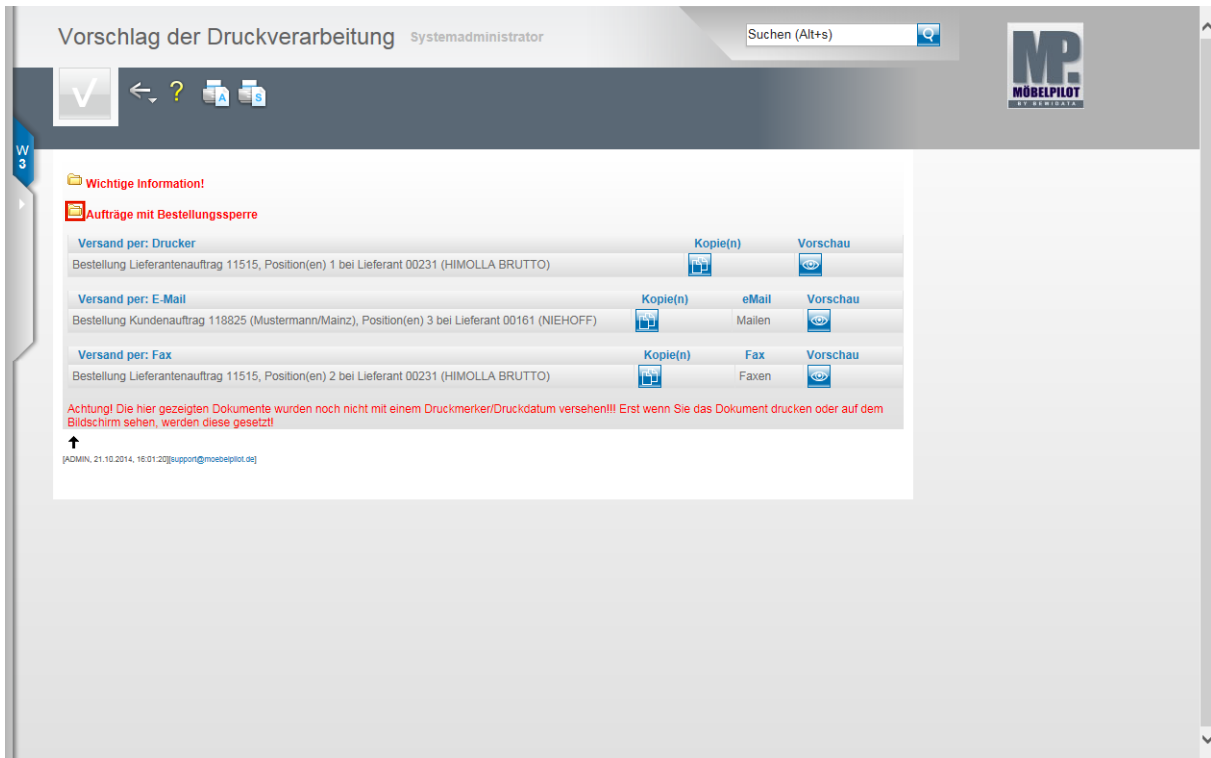 Vorschlag der Druckverarbeitung Systemadministrator
Suchen (Alt+s)
MP.
MÖBELPILOT
BY BEWIDATA
? A S
W
3
Wichtige Information!
Aufträge mit Bestellungssperre
Versand per: Drucker Kopie(n) Vorschau
Bestellung Lieferantenauftrag 11515, Position(en) 1 bei Lieferant 00231 (HIMOLLA BRUTTO)
Versand per: E-Mail Kopie(n) eMail Vorschau
Bestellung Kundenauftrag 118825 (Mustermann/Mainz), Position(en) 3 bei Lieferant 00161 (NIEHOFF) Mailen
Versand per: Fax Kopie(n) Fax Vorschau
Bestellung Lieferantenauftrag 11515, Position(en) 2 bei Lieferant 00231 (HIMOLLA BRUTTO) Faxen
Achtung! Die hier gezeigten Dokumente wurden noch nicht mit einem Druckmerker/Druckdatum versehen!!! Erst wenn Sie das Dokument drucken oder auf dem
Bildschirm sehen, werden diese gesetzt!
[ADMIN, 21.10.2014, 16:01:20][support@moebelpilot.de]